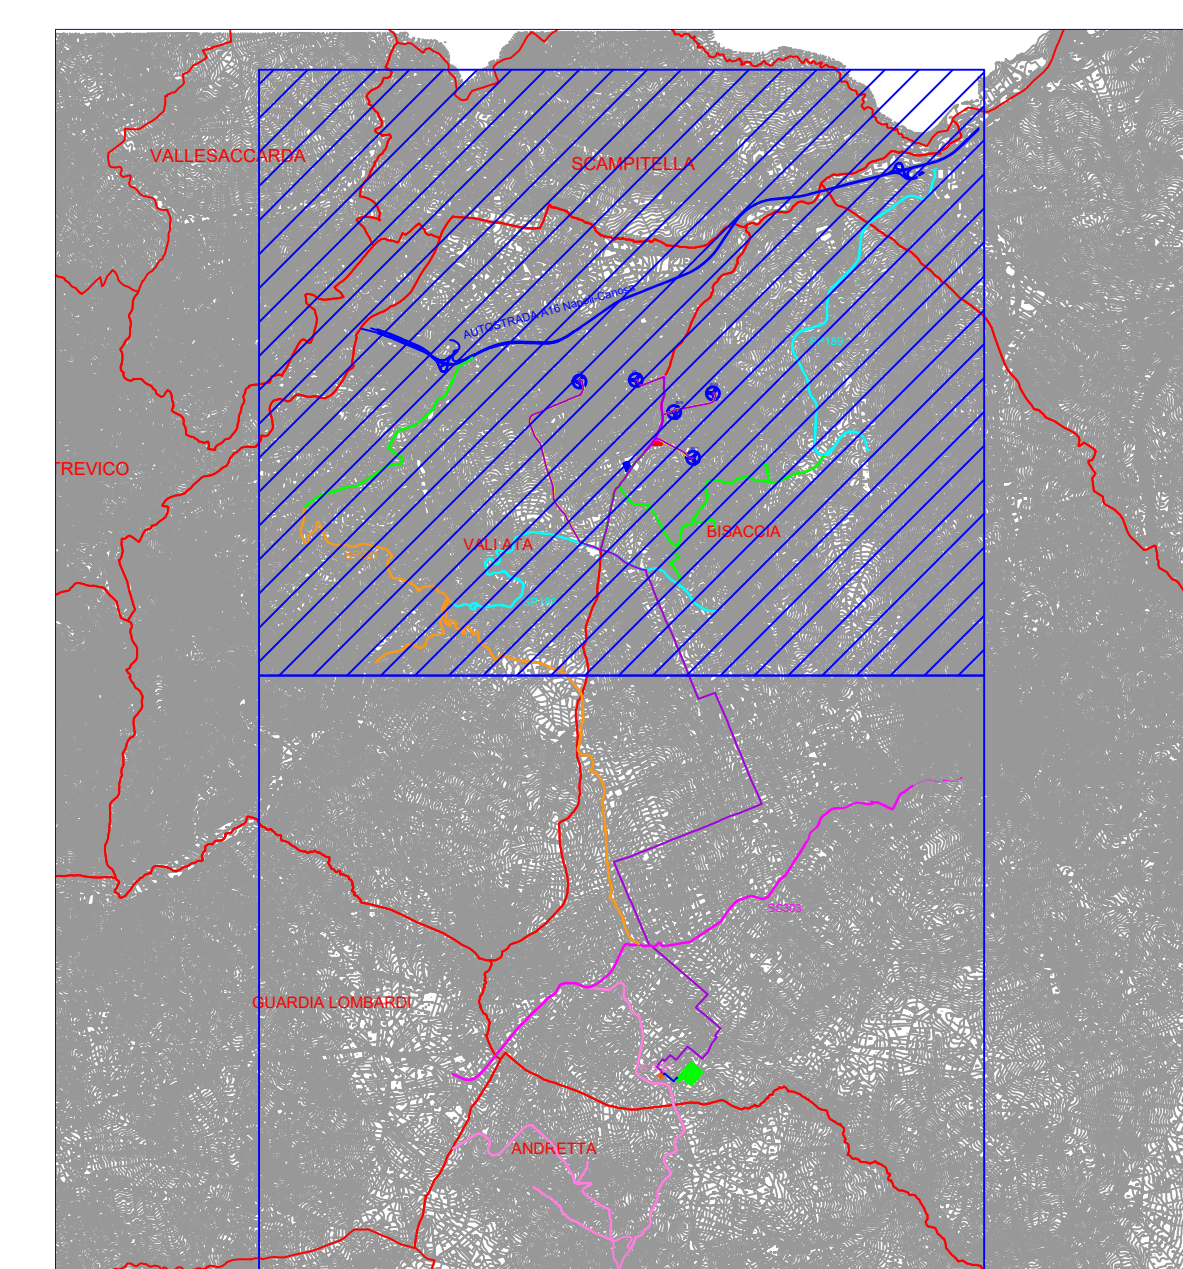 VALLESACCARDA
SCAMPITELLA
AUTOSTRADA A16 Napoli-Canosa
TREVICO
BISACCIA
VALLATA
SS303
GUARDIA LOMBARDI
ANDRETTA